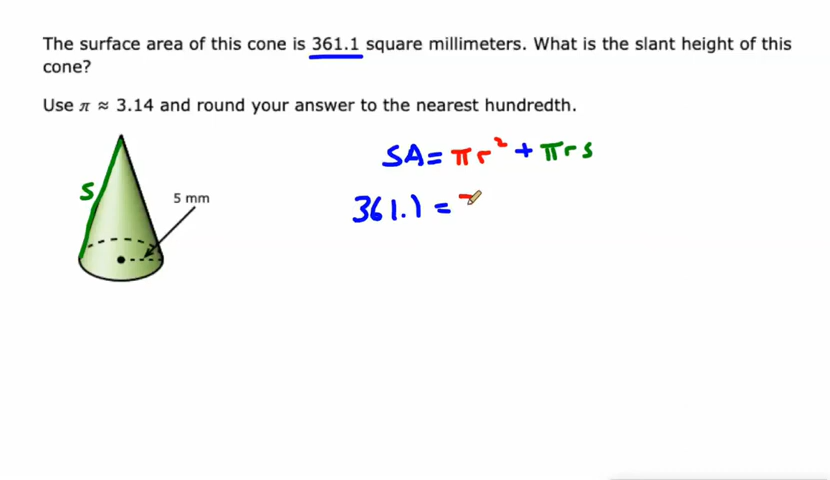 The surface area of this cone is 361.1 square millimeters. What is the slant height of this
cone?
Use π ≈ 3.14 and round your answer to the nearest hundredth.
SA = πr² + πrs
S
5 mm
361.1 =